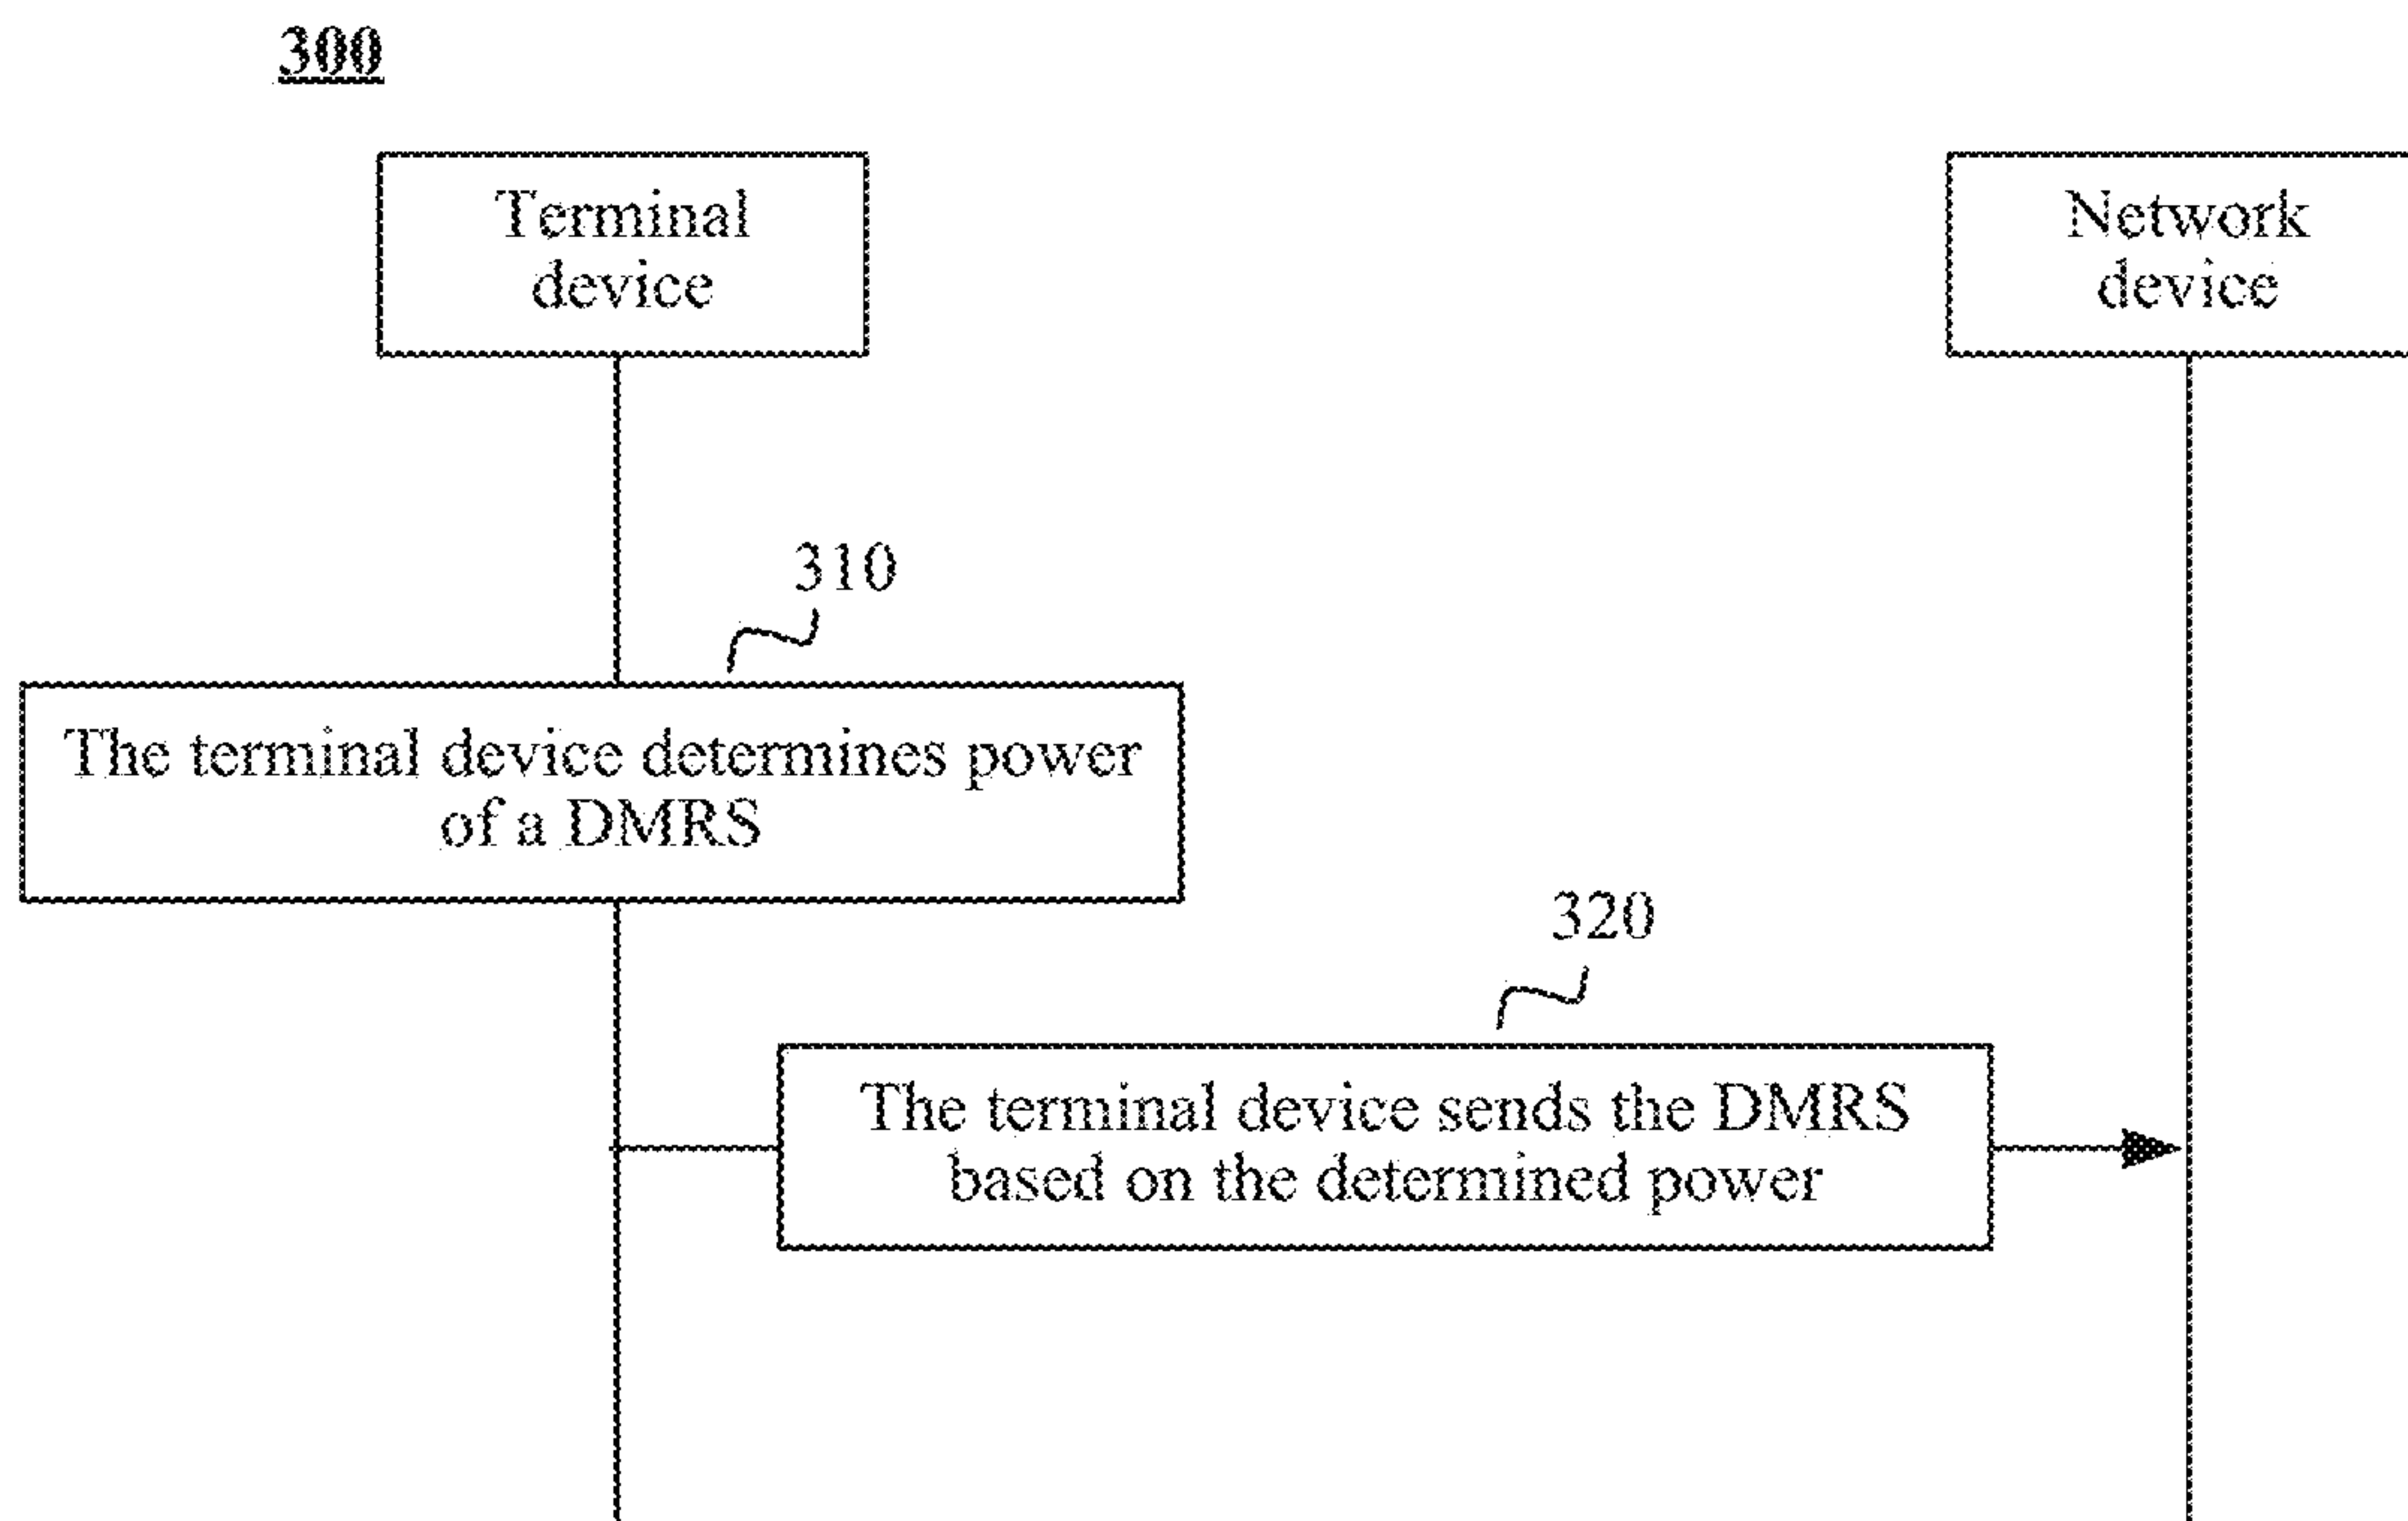 300
Terminal
device
Network
device
310
The terminal device determines power
of a DMRS
320
The terminal device sends the DMRS
based on the determined power